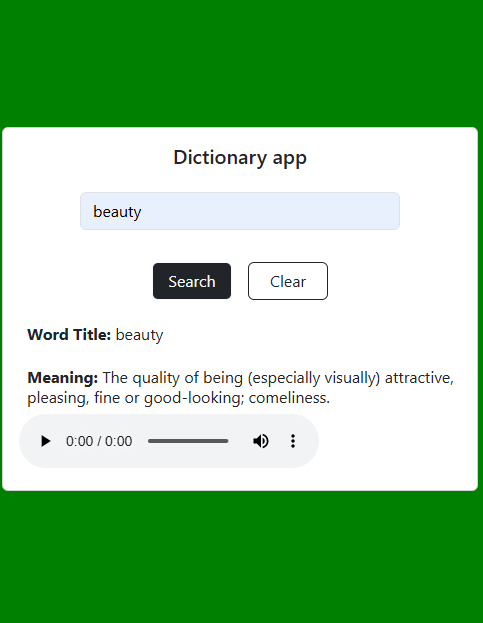 Dictionary app
beauty
Search Clear
Word Title: beauty
Meaning: The quality of being (especially visually) attractive,
pleasing, fine or good-looking; comeliness.
0:00 / 0:00